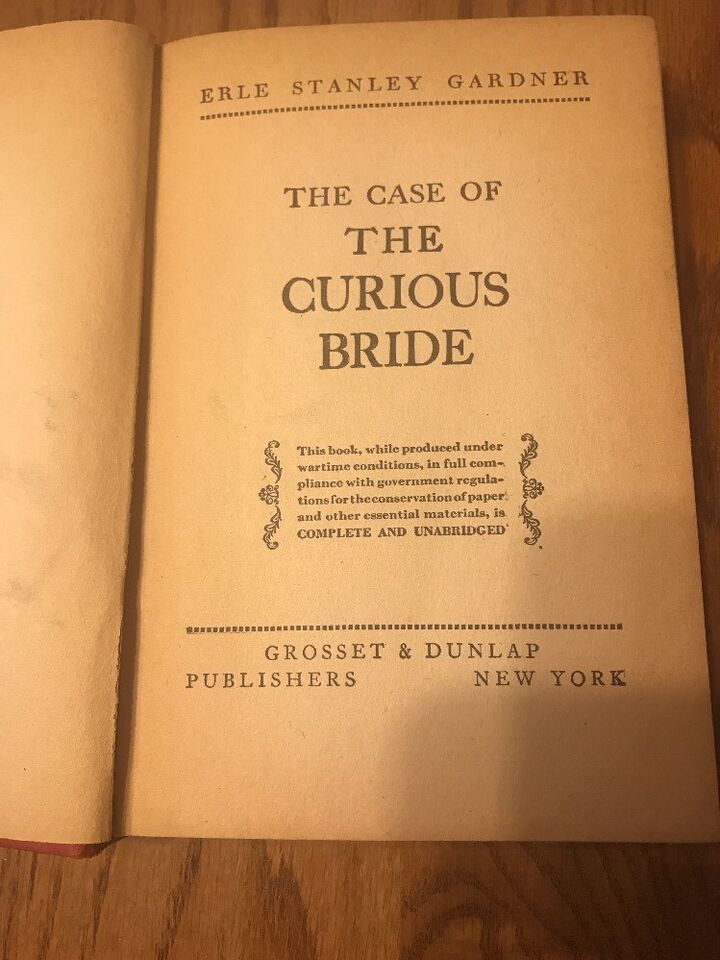 ERLE STANLEY GARDNER
THE CASE OF
THE
CURIOUS
BRIDE
This book, while produced under
wartime conditions, in full com-
pliance with government regula-
tions for the conservation of paper
and other essential materials, is
COMPLETE AND UNABRIDGED
GROSSET & DUNLAP
PUBLISHERS NEW YORK